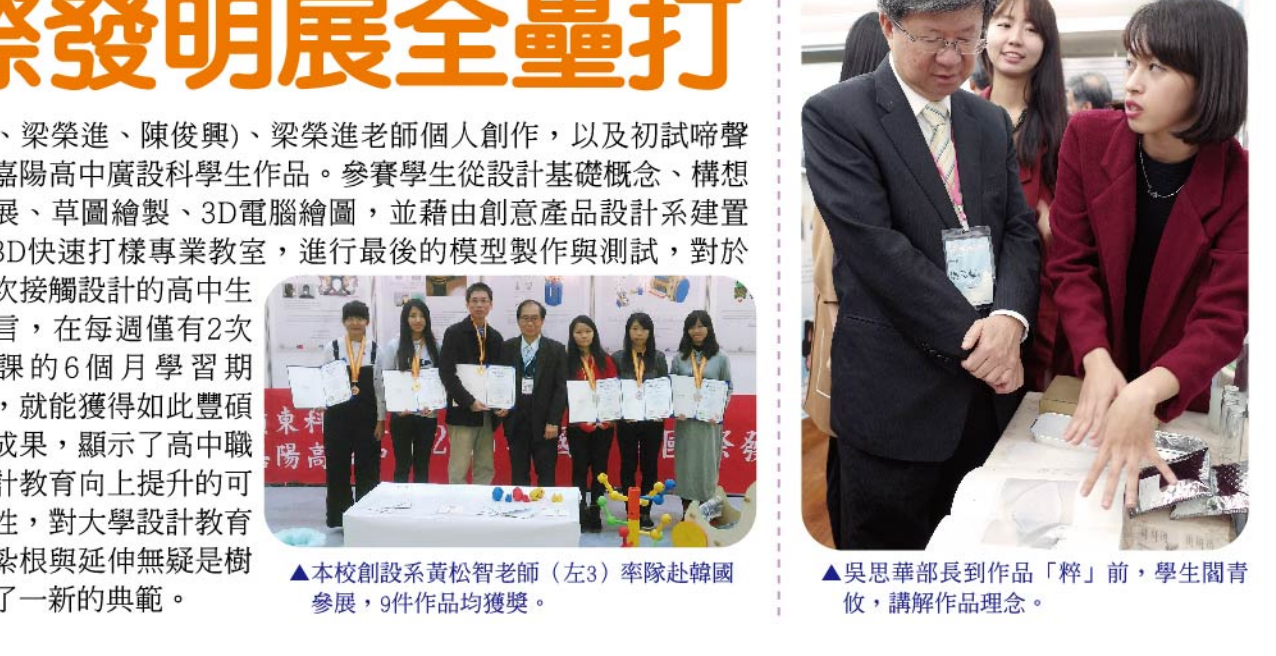 際發明展全壘打
、梁榮進、陳俊興)、梁榮進老師個人創作，以及初試啼聲
嘉陽高中廣設科學生作品。參賽學生從設計基礎概念、構想
展、草圖繪製、3D電腦繪圖，並藉由創意產品設計系建置
3D快速打樣專業教室，進行最後的模型製作與測試，對於
次接觸設計的高中生
言，在每週僅有2次
課的6個月學習期
，就能獲得如此豐碩
成果，顯示了高中職
計教育向上提升的可
性，對大學設計教育
紮根與延伸無疑是樹
了一新的典範。
東科
嘉陽高
2
國際發
▲本校創設系黃松智老師（左3）率隊赴韓國
參展，9件作品均獲獎。
▲吳思華部長到作品「粹」前，學生閻青
攸，講解作品理念。